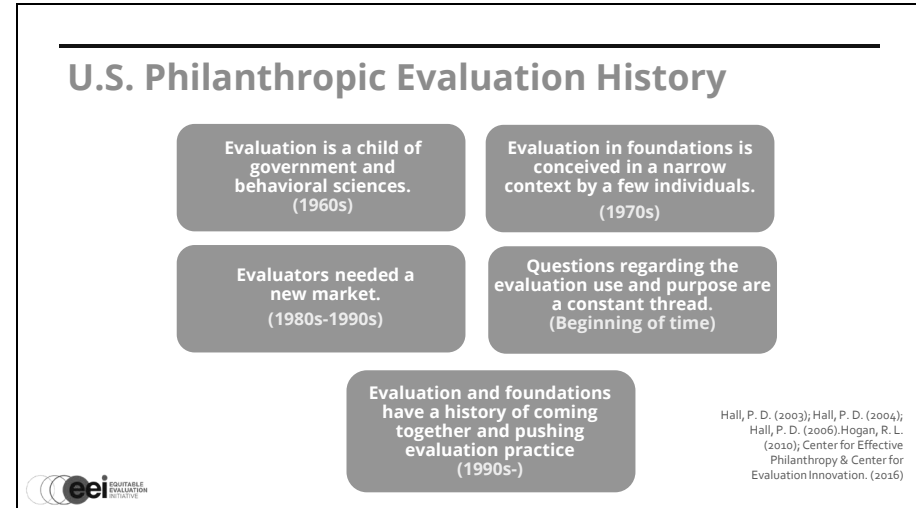 U.S. Philanthropic Evaluation History
Evaluation is a child of
government and
behavioral sciences.
(1960s)
Evaluation in foundations is
conceived in a narrow
context by a few individuals.
(1970s)
Evaluators needed a
new market.
(1980s-1990s)
Questions regarding the
evaluation use and purpose are
a constant thread.
(Beginning of time)
Evaluation and foundations
have a history of coming
together and pushing
evaluation practice
(1990s-)
Hall, P. D. (2003); Hall, P. D. (2004);
Hall, P. D. (2006).Hogan, R. L.
(2010); Center for Effective
Philanthropy & Center for
Evaluation Innovation. (2016)
eei
EQUITABLE
EVALUATION
INITIATIVE